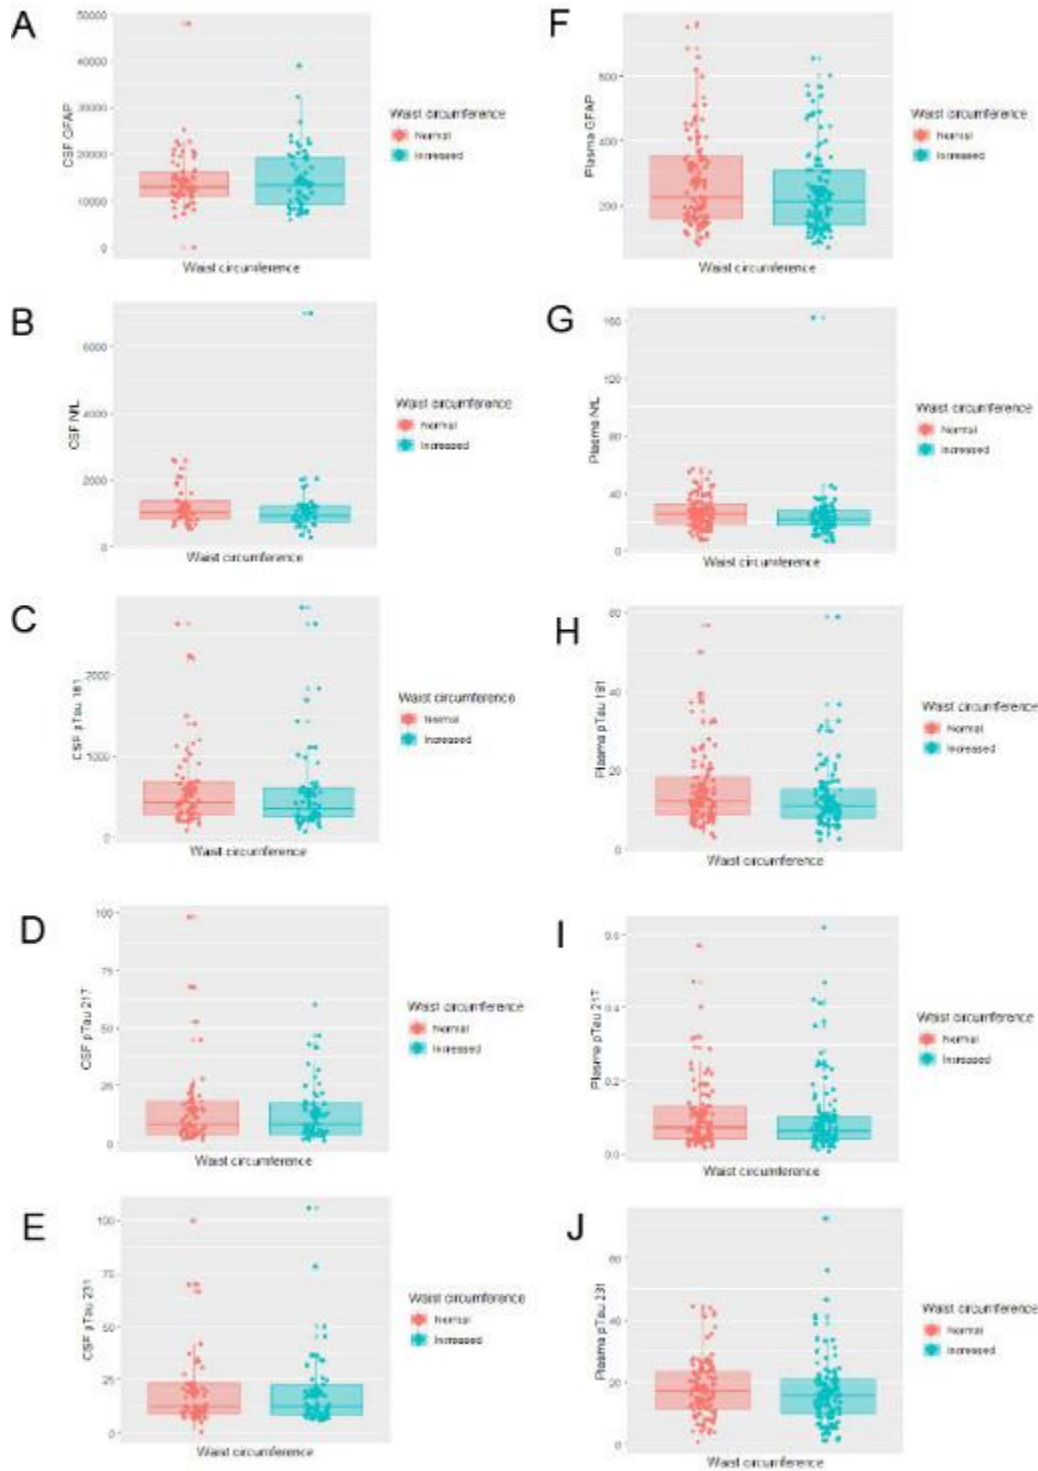 A
CSF GFAP
50000
40000
30000
20000
10000
0
Waist circumference
Waist circumference
Normal
Increased
F
Plasma GFAP
600
400
200
Waist circumference
Waist circumference
Normal
Increased
B
CSF NfL
6000
4000
2000
0
Waist circumference
Waist circumference
Normal
Increased
G
Plasma NfL
160
120
80
40
0
Waist circumference
Waist circumference
Normal
Increased
C
CSF pTau 181
2000
1000
0
Waist circumference
Waist circumference
Normal
Increased
H
Plasma pTau 181
60
40
20
0
Waist circumference
Waist circumference
Normal
Increased
D
CSF pTau 217
100
75
50
25
0
Waist circumference
Waist circumference
Normal
Increased
I
Plasma pTau 217
0.6
0.4
0.2
0.0
Waist circumference
Waist circumference
Normal
Increased
E
CSF pTau 231
100
75
50
25
0
Waist circumference
Waist circumference
Normal
Increased
J
Plasma pTau 231
60
40
20
0
Waist circumference
Waist circumference
Normal
Increased